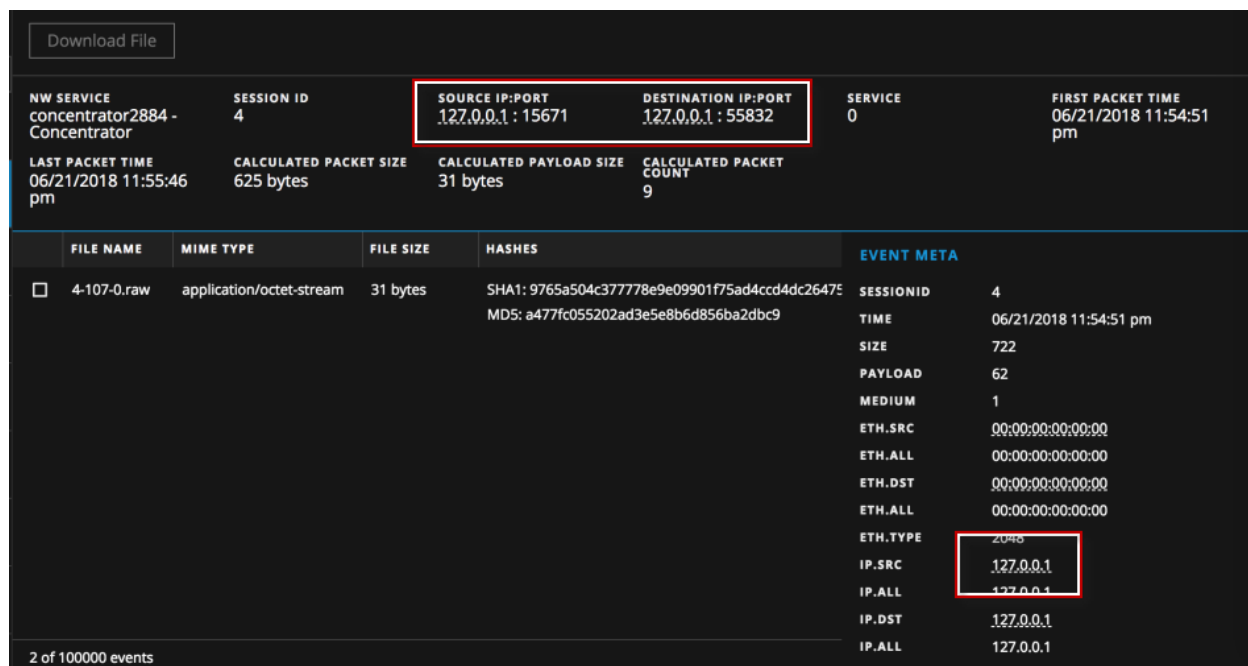 Download File
NW SERVICE SESSION ID SOURCE IP:PORT DESTINATION IP:PORT SERVICE FIRST PACKET TIME
concentrator2884 - 4 127.0.0.1 : 15671 127.0.0.1 : 55832 0 06/21/2018 11:54:51
Concentrator pm
LAST PACKET TIME CALCULATED PACKET SIZE CALCULATED PAYLOAD SIZE CALCULATED PACKET
COUNT
06/21/2018 11:55:46 625 bytes 31 bytes 9
pm
FILE NAME MIME TYPE FILE SIZE HASHES
4-107-0.raw application/octet-stream 31 bytes SHA1: 9765a504c377778e9e09901f75ad4ccd4dc26475
MD5: a477fc055202ad3e5e8b6d856ba2dbc9
EVENT META
SESSIONID 4
TIME 06/21/2018 11:54:51 pm
SIZE 722
PAYLOAD 62
MEDIUM 1
ETH.SRC 00:00:00:00:00:00
ETH.ALL 00:00:00:00:00:00
ETH.DST 00:00:00:00:00:00
ETH.ALL 00:00:00:00:00:00
ETH.TYPE 2048
IP.SRC 127.0.0.1
IP.ALL 127.0.0.1
IP.DST 127.0.0.1
IP.ALL 127.0.0.1
2 of 100000 events